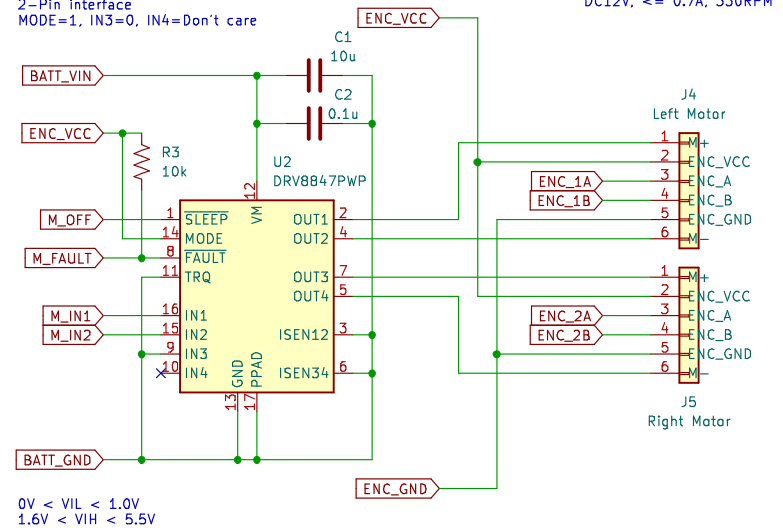 2-Pin interface
MODE=1, IN3=0, IN4=Don't care
ENC_VCC
C1
10u
BATT_VIN
C2
0.1u
J4
Left Motor
ENC_VCC
R3
10k
U2
DRV8847PWP
12
VM
1 M+
2 ENC_VCC
ENC_1A 3 ENC_A
ENC_1B 4 ENC_B
5 ENC_GND
6 M-
M_OFF 1 SLEEP OUT1 2
14 MODE OUT2 4
M_FAULT 8 FAULT
11 TRQ OUT3 7
OUT4 5
M_IN1 16 IN1
M_IN2 15 IN2 ISEN12 3
9 IN3
10 IN4 ISEN34 6
GND PPAD
13 17
1 M+
2 ENC_VCC
ENC_2A 3 ENC_A
ENC_2B 4 ENC_B
5 ENC_GND
6 M-
J5
Right Motar
BATT_GND
ENC_GND
0V < VIL < 1.0V
1.6V < VIH < 5.5V